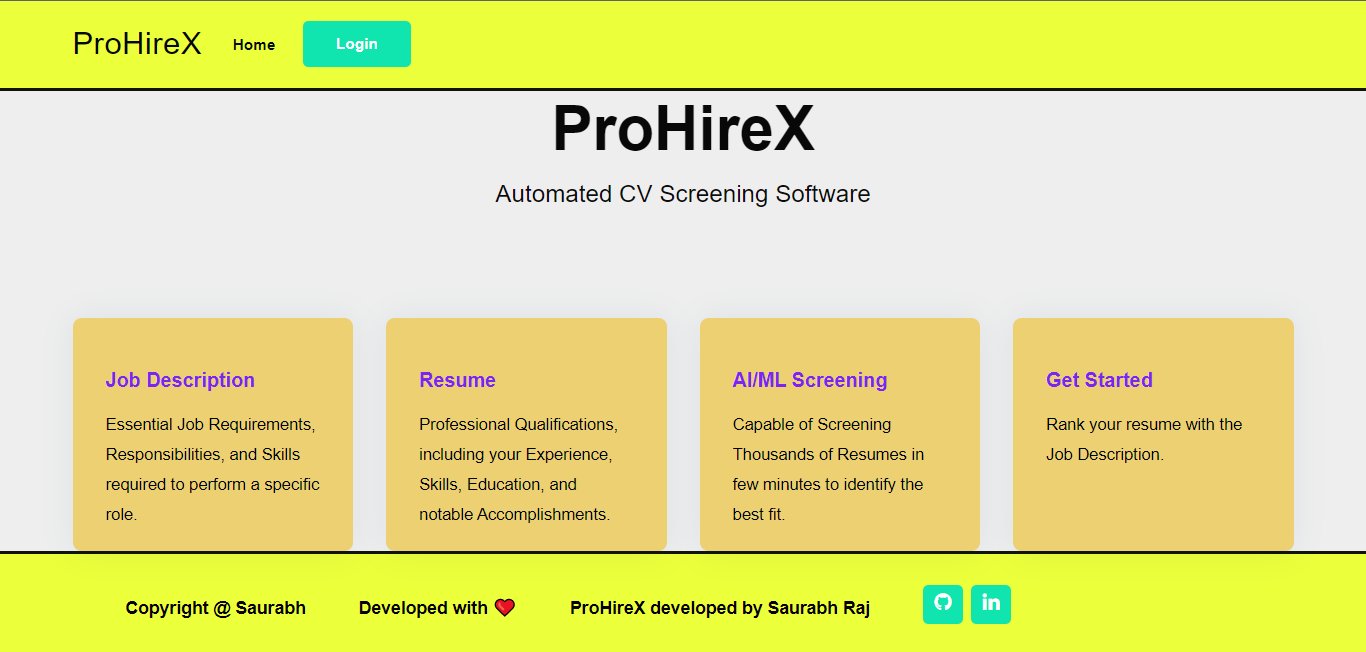 ProHireX Home Login
ProHireX
Automated CV Screening Software
Job Description
Essential Job Requirements,
Responsibilities, and Skills
required to perform a specific
role.
Resume
Professional Qualifications,
including your Experience,
Skills, Education, and
notable Accomplishments.
AI/ML Screening
Capable of Screening
Thousands of Resumes in
few minutes to identify the
best fit.
Get Started
Rank your resume with the
Job Description.
Copyright @ Saurabh Developed with ❤️ ProHireX developed by Saurabh Raj in